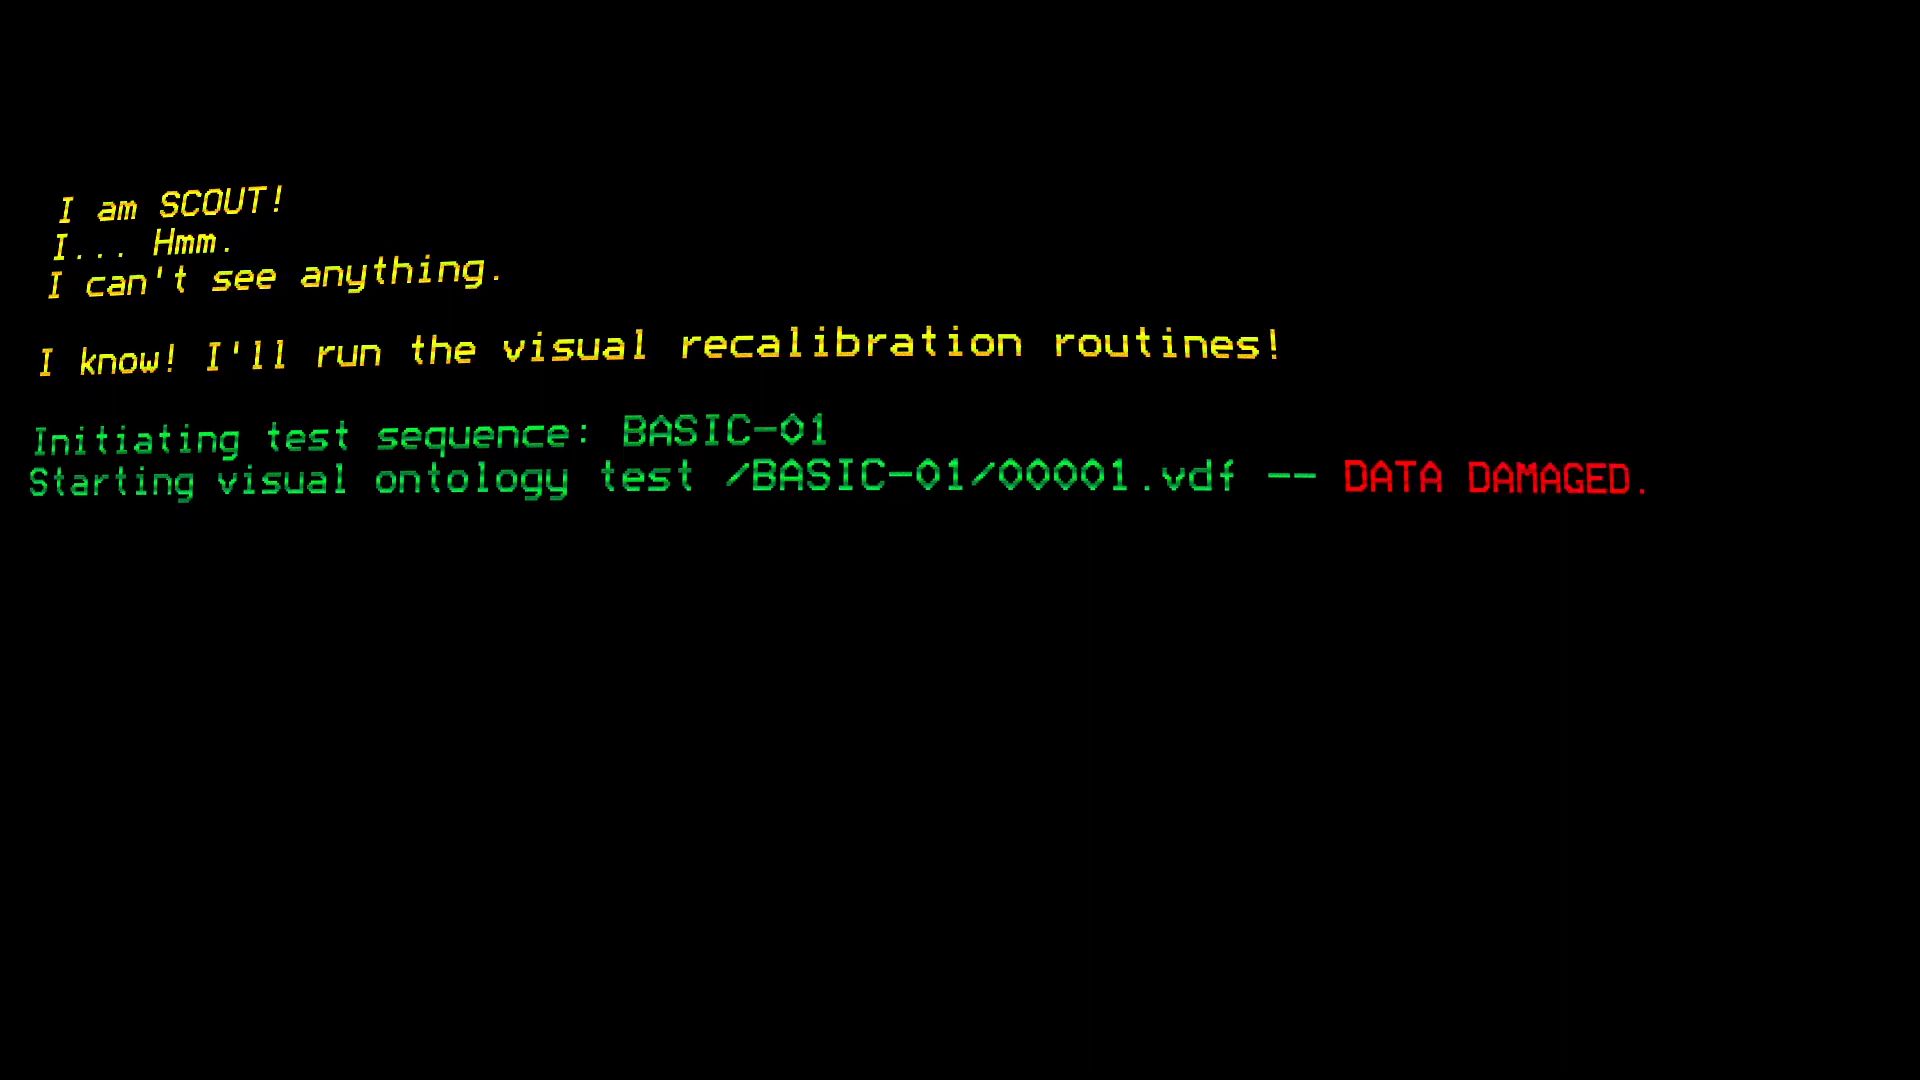 I am SCOUT!
I... Hmm.
I can't see anything.
I know! I'll run the visual recalibration routines!
Initiating test sequence: BASIC-01
Starting visual ontology test /BASIC-01/00001.vdf -- DATA DAMAGED.